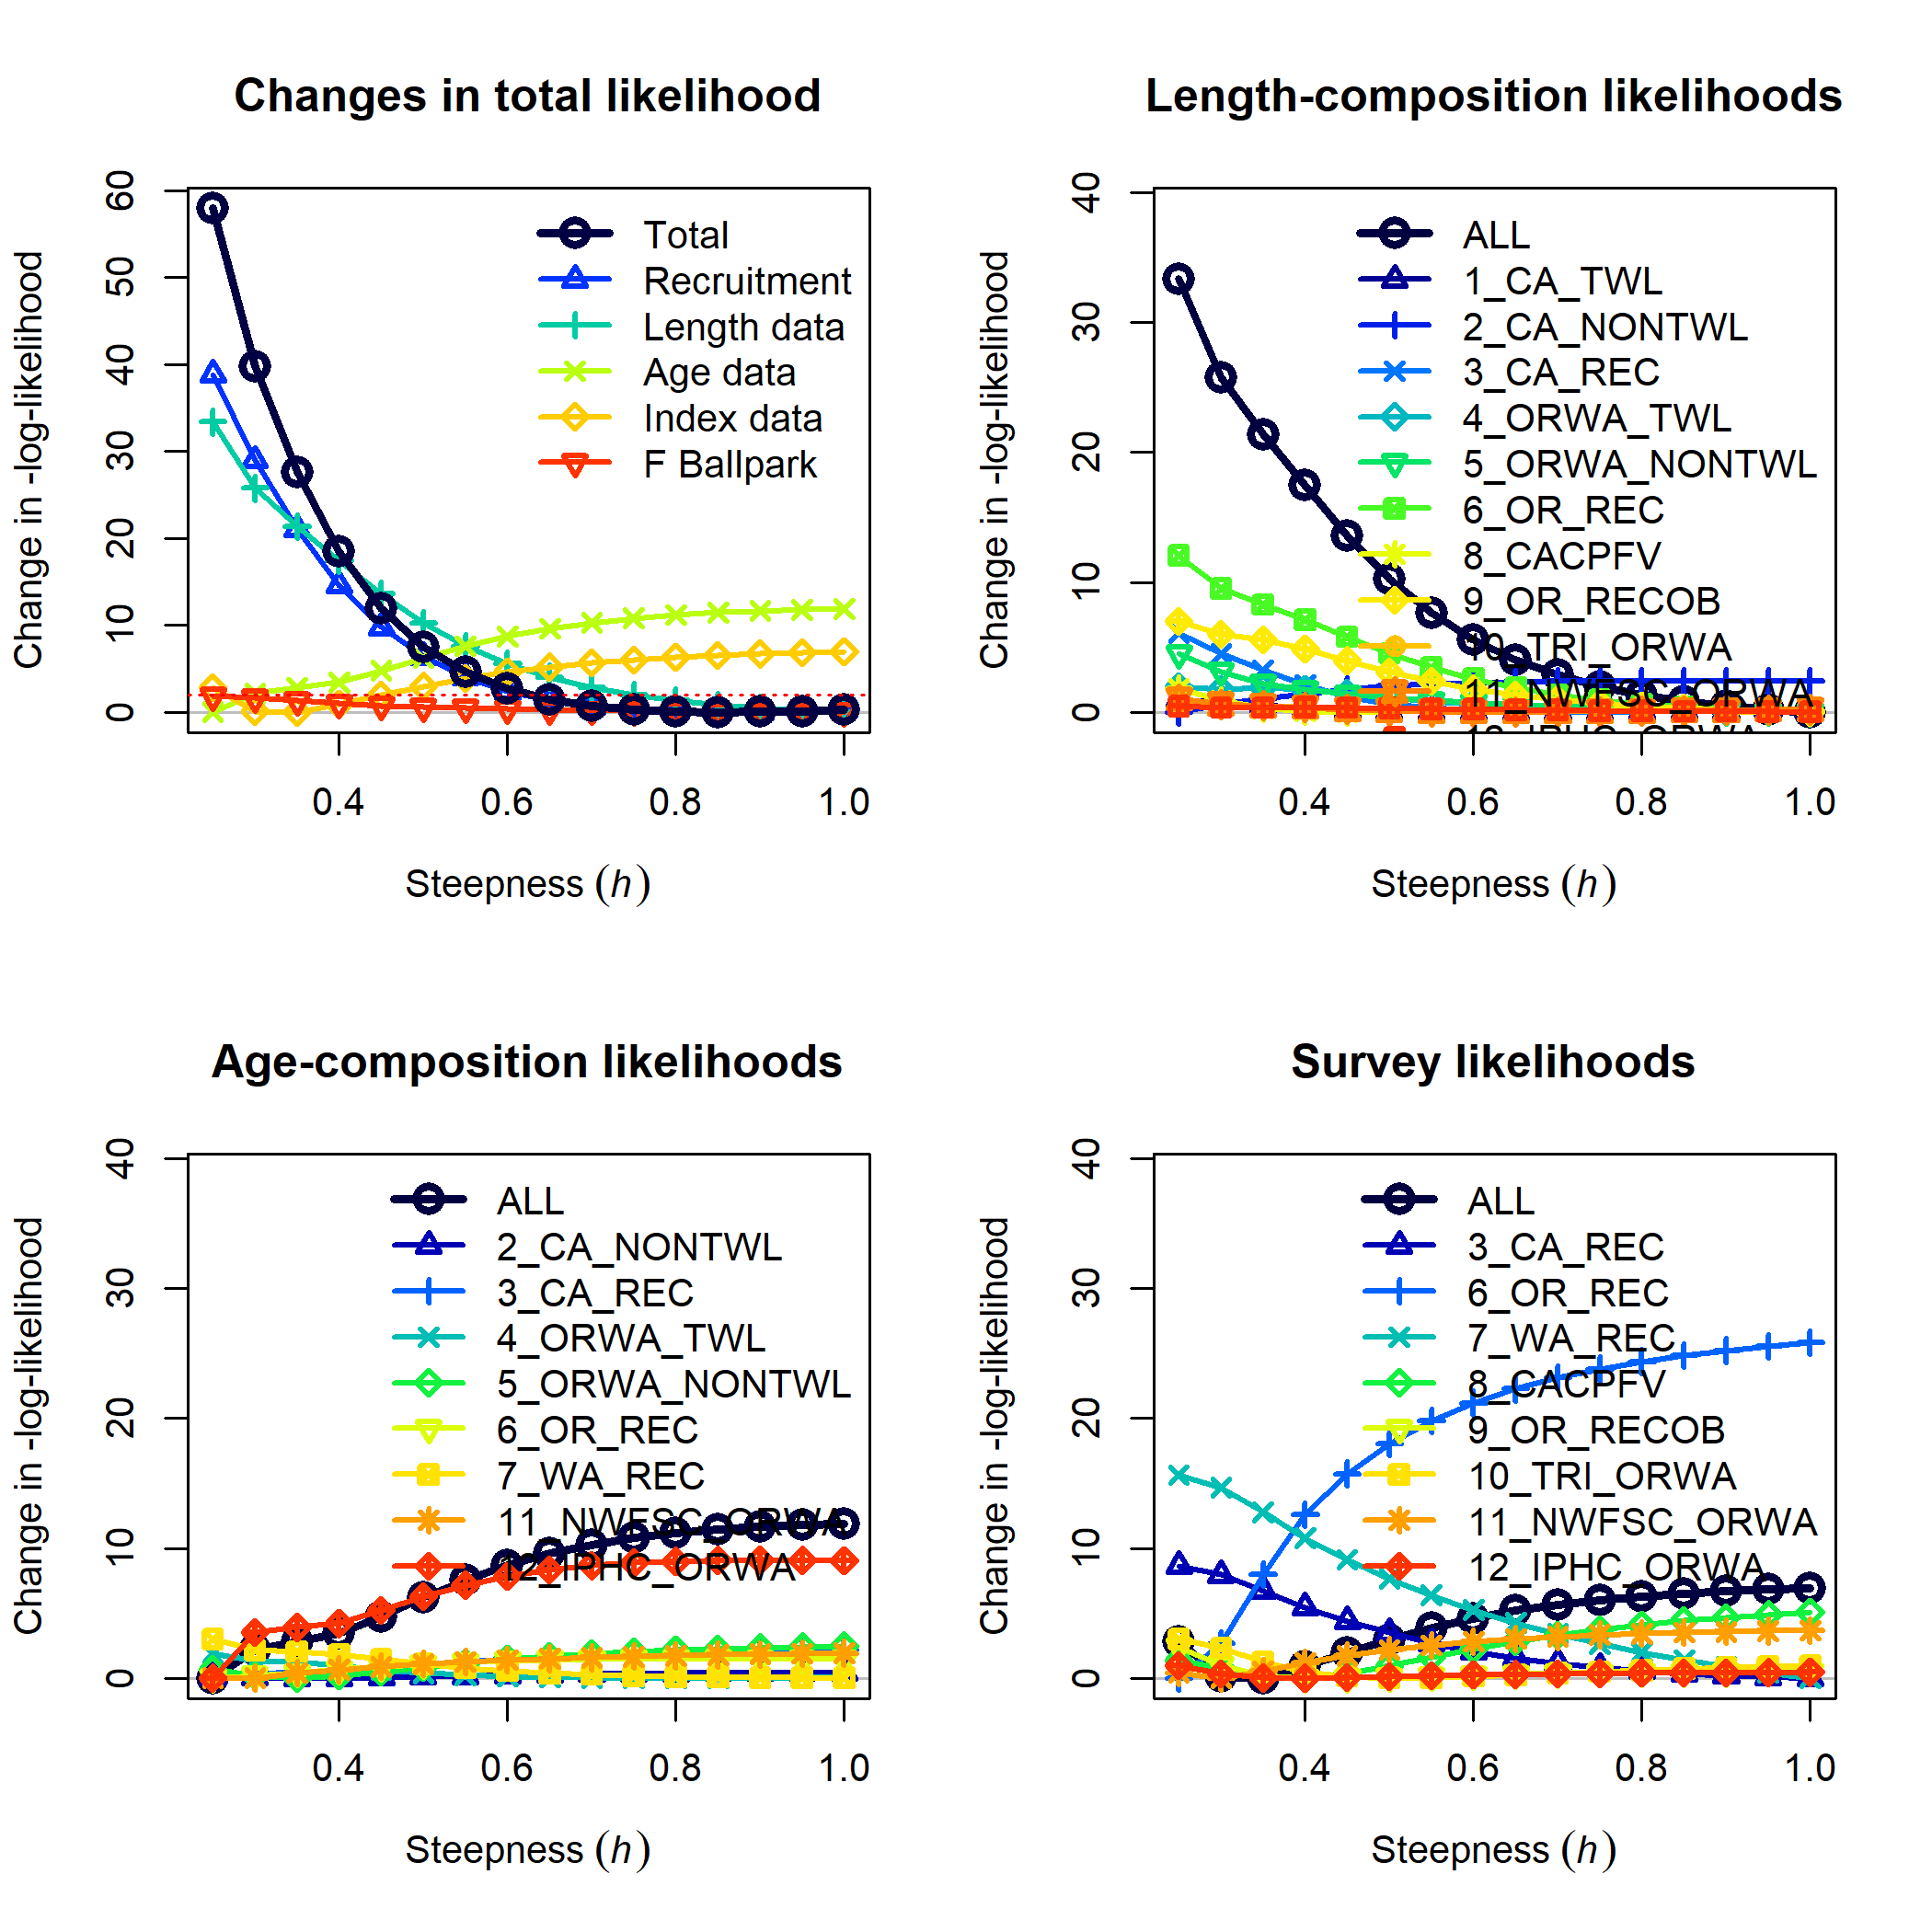 Changes in total likelihood
Change in -log-likelihood
60
50
40
30
20
10
0
Total
Recruitment
Length data
Age data
Index data
F Ballpark
0.4 0.6 0.8 1.0
Steepness (h)
Length-composition likelihoods
Change in -log-likelihood
40
30
20
10
0
ALL
1_CA_TWL
2_CA_NONTWL
3_CA_REC
4_ORWA_TWL
5_ORWA_NONTWL
6_OR_REC
8_CACPFV
9_OR_RECOB
10_TRI_ORWA
11_NWFSC_ORWA
12_IPHC_ORWA
0.4 0.6 0.8 1.0
Steepness (h)
Age-composition likelihoods
Change in -log-likelihood
40
30
20
10
0
ALL
2_CA_NONTWL
3_CA_REC
4_ORWA_TWL
5_ORWA_NONTWL
6_OR_REC
7_WA_REC
11_NWFSC_ORWA
12_IPHC_ORWA
0.4 0.6 0.8 1.0
Steepness (h)
Survey likelihoods
Change in -log-likelihood
40
30
20
10
0
ALL
3_CA_REC
6_OR_REC
7_WA_REC
8_CACPFV
9_OR_RECOB
10_TRI_ORWA
11_NWFSC_ORWA
12_IPHC_ORWA
0.4 0.6 0.8 1.0
Steepness (h)